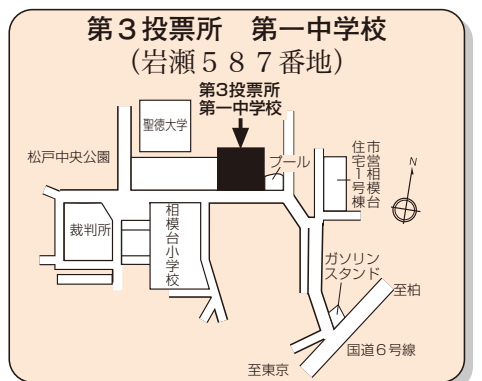 第３投票所　第一中学校
（岩瀬５８７番地）
第3投票所
第一中学校
聖徳大学
松戸中央公園
プール
市営相模台
住宅1号棟
N
裁判所
相模台小学校
ガソリン
スタンド
至柏
国道6号線
至東京